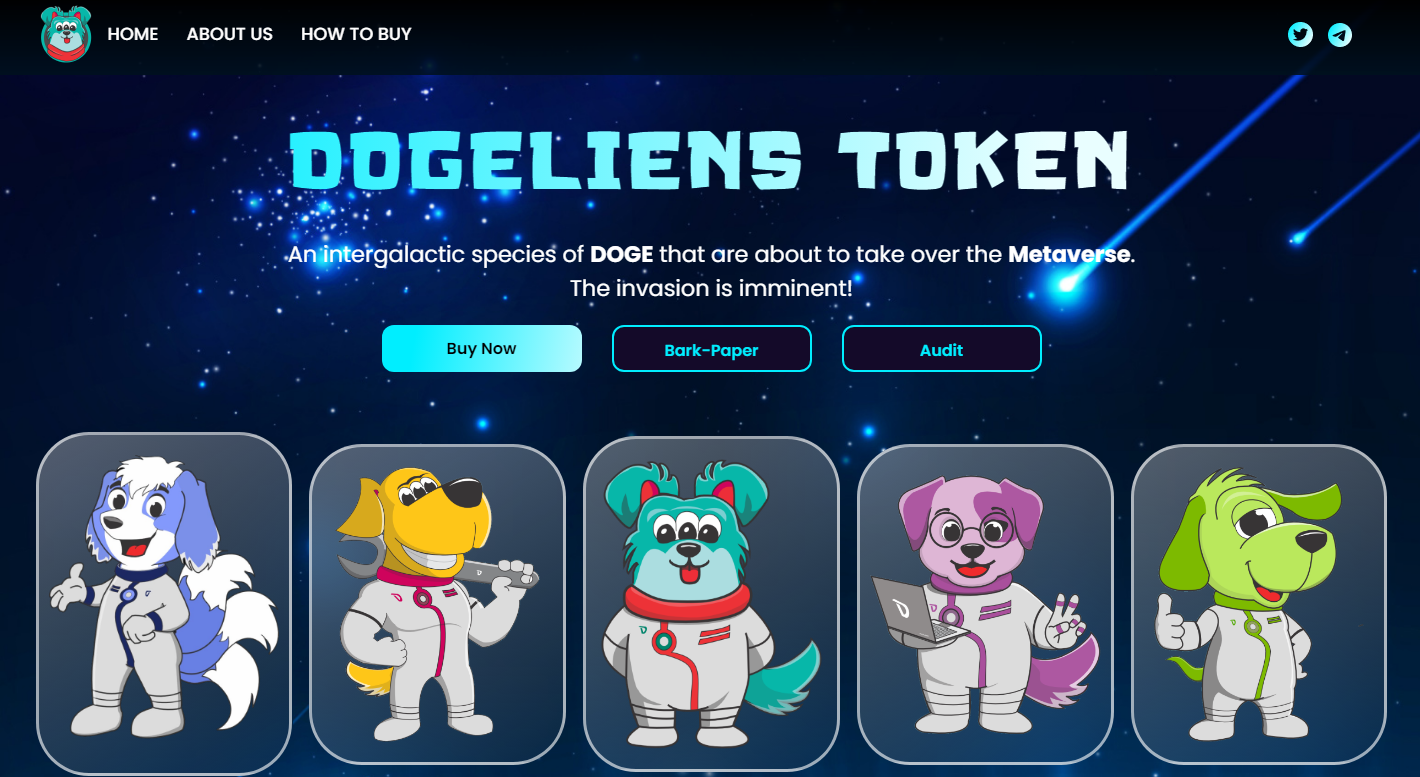 HOME ABOUT US HOW TO BUY
DOGELIENS TOKEN
An intergalactic species of DOGE that are about to take over the Metaverse.
The invasion is imminent!
Buy Now Bark-Paper Audit